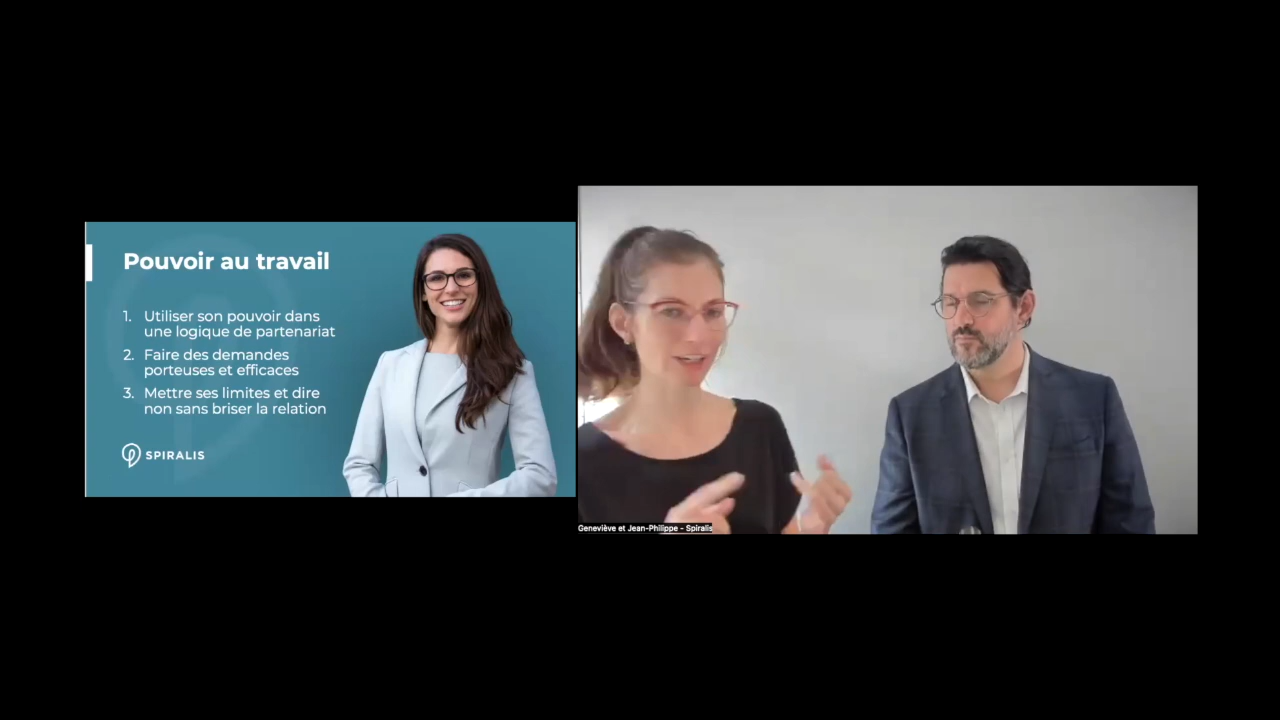 Pouvoir au travail
1. Utiliser son pouvoir dans
une logique de partenariat
2. Faire des demandes
porteuses et efficaces
3. Mettre ses limites et dire
non sans briser la relation
SPIRALIS
Geneviève et Jean-Philippe - Spiralis